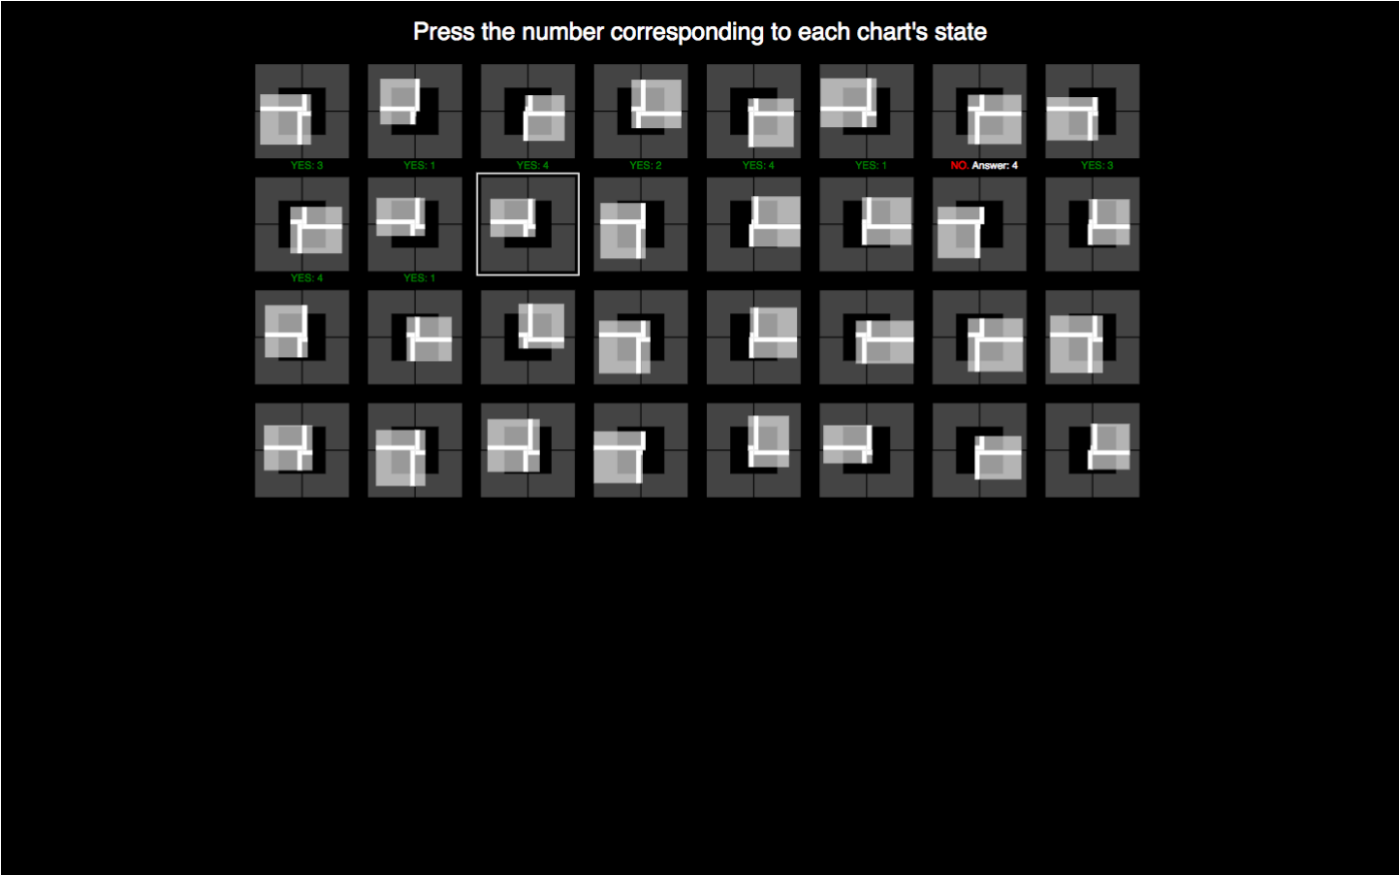 Press the number corresponding to each chart's state
YES: 3 YES: 1 YES: 4 YES: 2 YES: 4 YES: 1 NO. Answer: 4 YES: 3
YES: 4 YES: 1